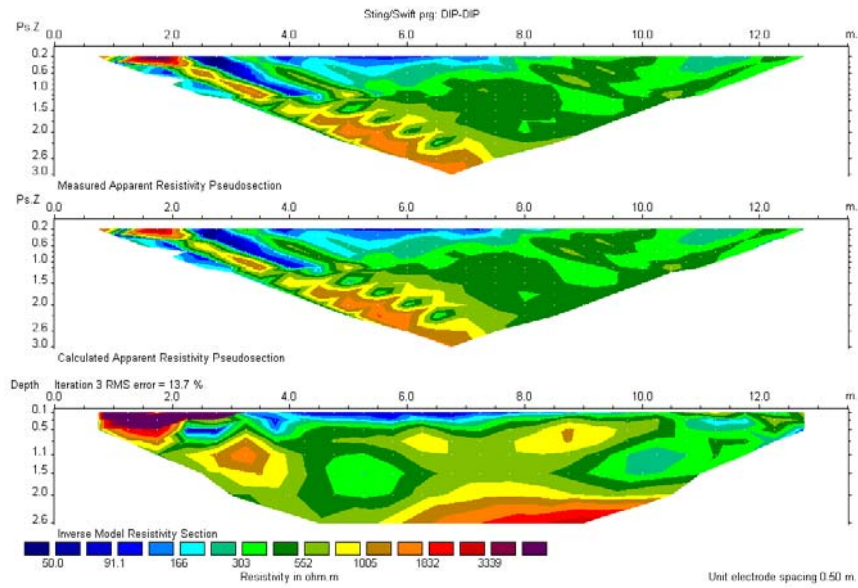 Sting/Swift prg: DIP-DIP
Ps.Z 0.0 2.0 4.0 6.0 8.0 10.0 12.0 m.
0.2
0.6
1.0
1.5
2.0
2.6
3.0
Measured Apparent Resistivity Pseudosection
Ps.Z 0.0 2.0 4.0 6.0 8.0 10.0 12.0 m.
0.2
0.6
1.0
1.5
2.0
2.6
3.0
Calculated Apparent Resistivity Pseudosection
Depth Iteration 3 RMS error = 13.7 %
0.0 2.0 4.0 6.0 8.0 10.0 12.0 m.
0.1
0.5
1.1
1.5
2.0
2.6
Inverse Model Resistivity Section
50.0 91.1 166 303 552 1005 1832 3339
Resistivity in ohm.m
Unit electrode spacing 0.50 m.